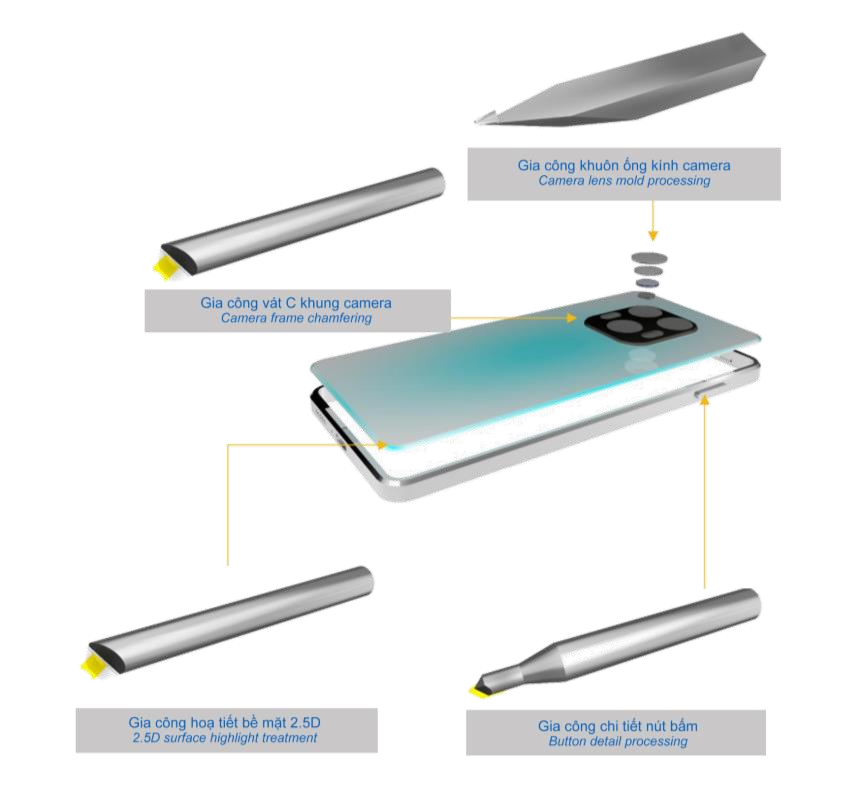 Gia công khuôn ống kính camera
Camera lens mold processing
Gia công vát C khung camera
Camera frame chamfering
Gia công hoạ tiết bề mặt 2.5D
2.5D surface highlight treatment
Gia công chi tiết nút bấm
Button detail processing